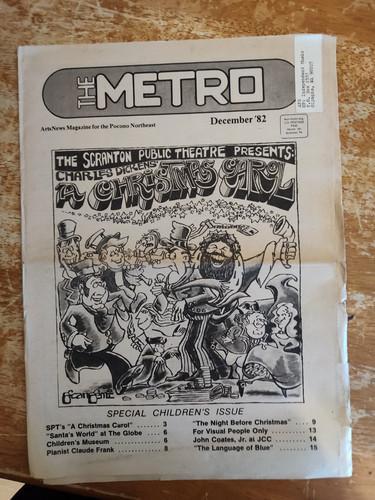 THE METRO
ArtsNews Magazine for the Pocono Northeast
December '82
THE SCRANTON PUBLIC THEATRE PRESENTS:
CHARLES DICKENS'
A CHRISTMAS CAROL
SPECIAL CHILDREN'S ISSUE
SPT's "A Christmas Carol" ....... 3
"Santa's World" at The Globe ... 6
Children's Museum ............ 6
Pianist Claude Frank ........... 8
"The Night Before Christmas" ... 9
For Visual People Only ......... 13
John Coates, Jr. at JCC ......... 14
"The Language of Blue" ........ 15